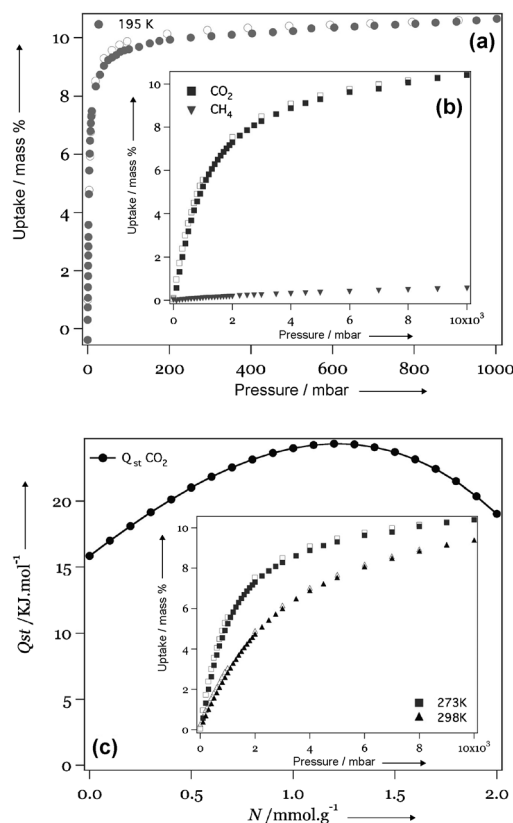 195 K
(a)
10
8
6
4
2
0
Uptake / mass %
0
200
400
600
800
1000
Pressure / mbar
CO2
CH4
(b)
10
8
6
4
2
0
Uptake / mass %
0
2
4
6
8
10x10³
Pressure / mbar
Qst CO2
20
15
10
5
0
Qst /KJ.mol⁻¹
(c)
0.0
0.5
1.0
1.5
2.0
N /mmol.g⁻¹
10
8
6
4
2
0
Uptake / mass %
273K
298K
0
2
4
6
8
10x10³
Pressure / mbar